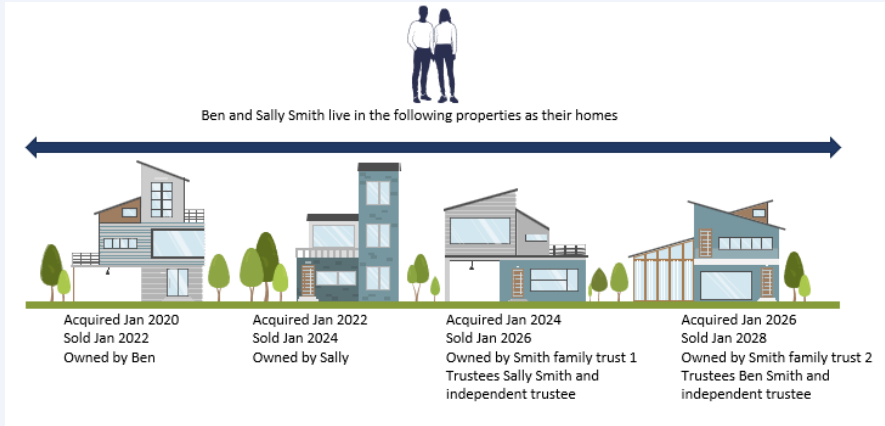 Ben and Sally Smith live in the following properties as their homes
Acquired Jan 2020
Sold Jan 2022
Owned by Ben
Acquired Jan 2022
Sold Jan 2024
Owned by Sally
Acquired Jan 2024
Sold Jan 2026
Owned by Smith family trust 1
Trustees Sally Smith and
independent trustee
Acquired Jan 2026
Sold Jan 2028
Owned by Smith family trust 2
Trustees Ben Smith and
independent trustee